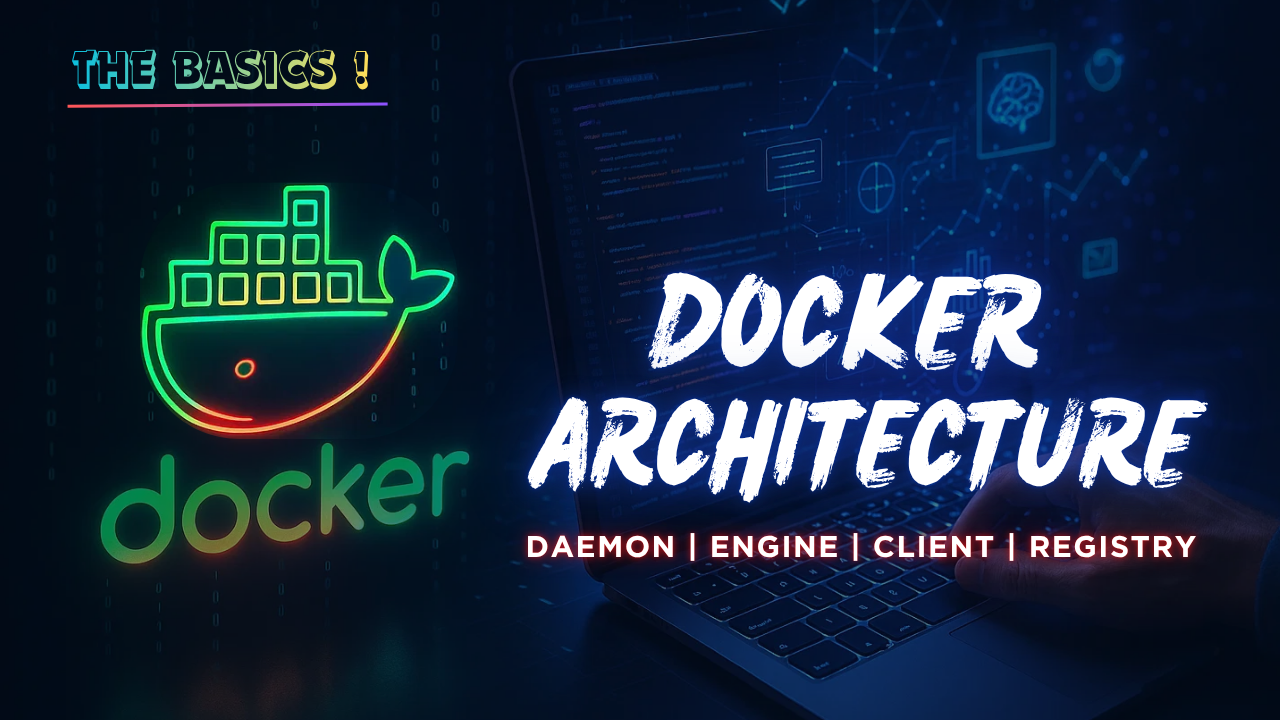 THE BASICS !
docker
DOCKER
ARCHITECTURE
DAEMON | ENGINE | CLIENT | REGISTRY